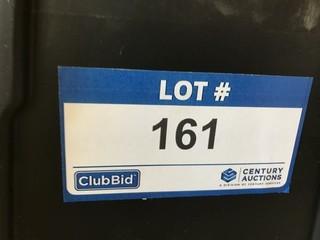 LOT #
161
ClubBid
CENTURY
AUCTIONS
A DIVISION OF CENTURY SERVICES